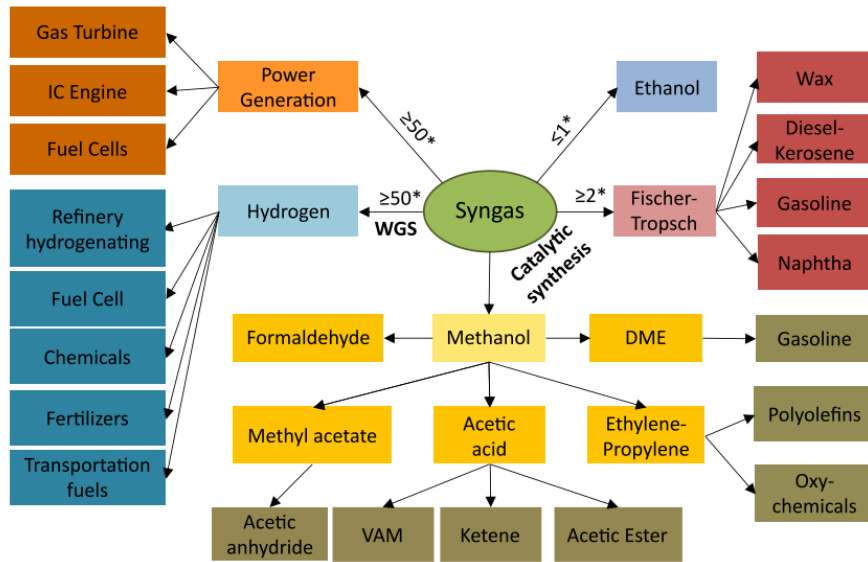 Gas Turbine
IC Engine
Fuel Cells
Power
Generation
≥50*
≤1*
Ethanol
Wax
Diesel-
Kerosene
Gasoline
Naphtha
Refinery
hydrogenating
Fuel Cell
Chemicals
Fertilizers
Transportation
fuels
Hydrogen
≥50*
WGS
Syngas
≥2*
Fischer-
Tropsch
Catalytic
synthesis
Formaldehyde
Methanol
DME
Gasoline
Methyl acetate
Acetic
acid
Ethylene-
Propylene
Polyolefins
Oxy-
chemicals
Acetic
anhydride
VAM
Ketene
Acetic Ester